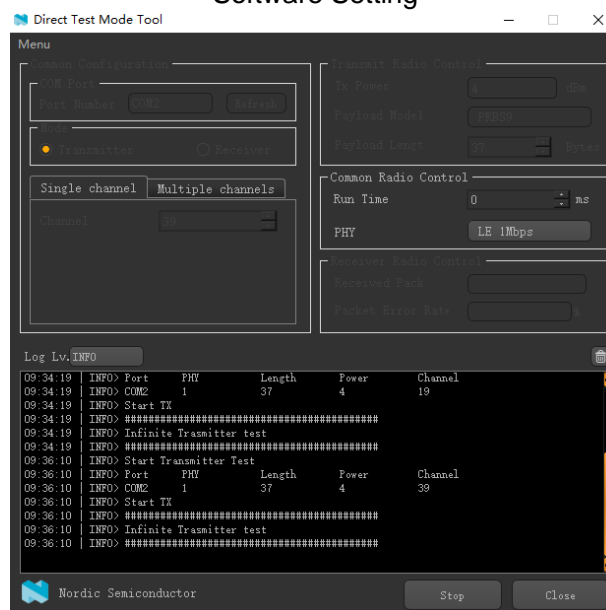 Software Setting
Direct Test Mode Tool
Menu
Common Configuration
COM Port
Port Number COM2 Refresh
Mode
Transmitter Receiver
Single channel Multiple channels
Channel 39
Transmit Radio Control
Tx Power 4 dBm
Payload Model PRBS9
Payload Lengt 37 Bytes
Common Radio Control
Run Time 0 ms
PHY LE 1Mbps
Receiver Radio Control
Received Pack
Packet Error Rate %
Log Lv. INFO
09:34:19 | INFO> Port PHY Length Power Channel
09:34:19 | INFO> COM2 1 37 4 19
09:34:19 | INFO> Start TX
09:34:19 | INFO> ########################################
09:34:19 | INFO> Infinite Trasmitter test
09:34:19 | INFO> ########################################
09:36:10 | INFO> Start Transmitter Test
09:36:10 | INFO> Port PHY Length Power Channel
09:36:10 | INFO> COM2 1 37 4 39
09:36:10 | INFO> Start TX
09:36:10 | INFO> ########################################
09:36:10 | INFO> Infinite Trasmitter test
09:36:10 | INFO> ########################################
Nordic Semiconductor
Stop Close